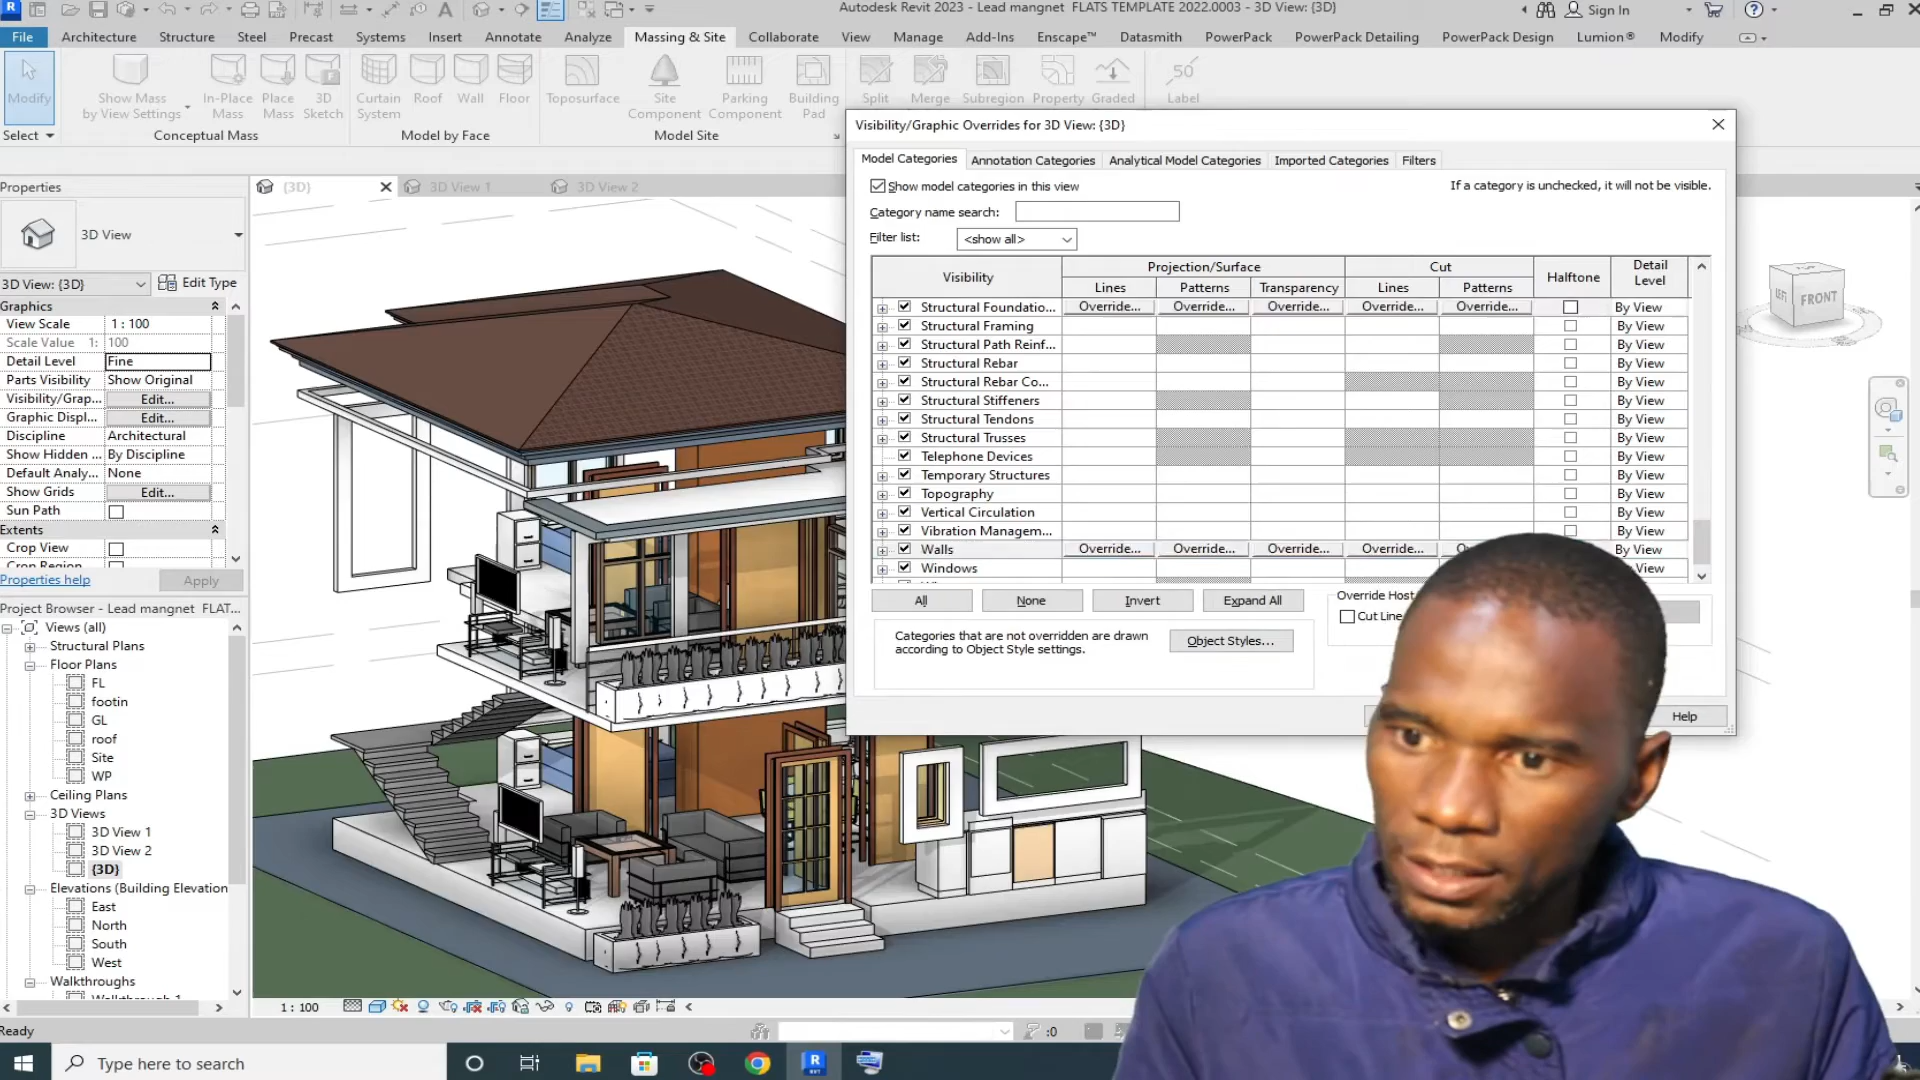 Autodesk Revit 2023 - Lead mangnet FLATS TEMPLATE 2022.0003 - 3D View: {3D}
Sign In
File Architecture Structure Steel Precast Systems Insert Annotate Analyze Massing & Site Collaborate View Manage Add-Ins Enscape™ Datasmith PowerPack PowerPack Detailing PowerPack Design Lumion® Modify
Modify
Show Mass by View Settings
In-Place Mass
Place Mass
3D Sketch
Curtain System
Roof
Wall
Floor
Toposurface
Site Component
Parking Component
Building Pad
Split
Merge
Subregion
Property
Graded
50
Label
Select
Conceptual Mass
Model by Face
Model Site
Properties
{3D}
3D View 1
3D View 2
3D View
3D View: {3D}
Edit Type
Graphics
View Scale 1 : 100
Scale Value 1: 100
Detail Level Fine
Parts Visibility Show Original
Visibility/Grap... Edit...
Graphic Displ... Edit...
Discipline Architectural
Show Hidden ... By Discipline
Default Analy... None
Show Grids Edit...
Sun Path
Extents
Crop View
Properties help Apply
Project Browser - Lead mangnet FLAT...
Views (all)
Structural Plans
Floor Plans
FL
footin
GL
roof
Site
WP
Ceiling Plans
3D Views
3D View 1
3D View 2
{3D}
Elevations (Building Elevation
East
North
South
West
Walkthroughs
Visibility/Graphic Overrides for 3D View: {3D}
Model Categories Annotation Categories Analytical Model Categories Imported Categories Filters
Show model categories in this view
If a category is unchecked, it will not be visible.
Category name search:
Filter list: <show all>
Visibility Projection/Surface Cut Halftone Detail Level
Lines Patterns Transparency Lines Patterns
Structural Foundatio... Override... Override... Override... Override... Override... By View
Structural Framing By View
Structural Path Reinf... By View
Structural Rebar By View
Structural Rebar Co... By View
Structural Stiffeners By View
Structural Tendons By View
Structural Trusses By View
Telephone Devices By View
Temporary Structures By View
Topography By View
Vertical Circulation By View
Vibration Managem... By View
Walls Override... Override... Override... Override... By View
Windows View
All None Invert Expand All
Override Host
Cut Line
Categories that are not overridden are drawn according to Object Style settings.
Object Styles...
Help
LEFT FRONT
1 : 100
Ready
:0
Type here to search